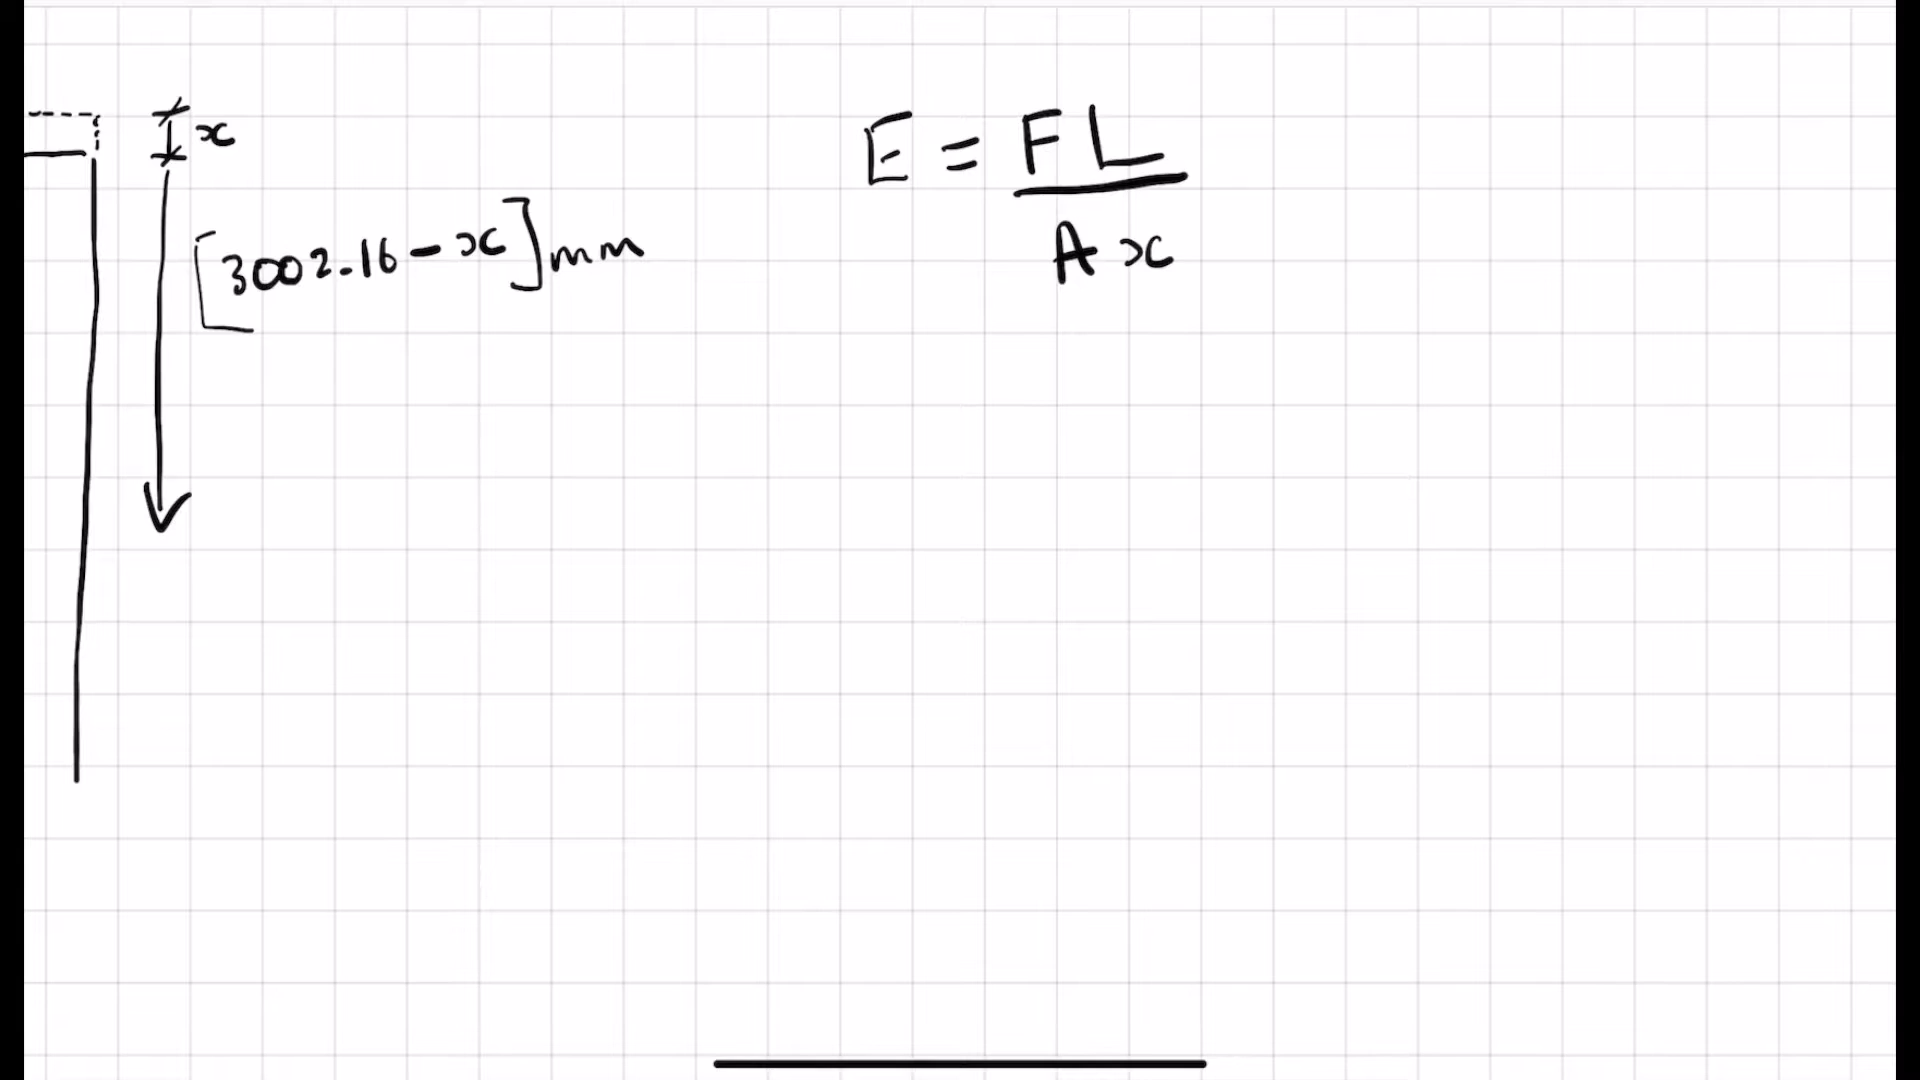 x
[3002.16 - x] mm
E = FL
Ax